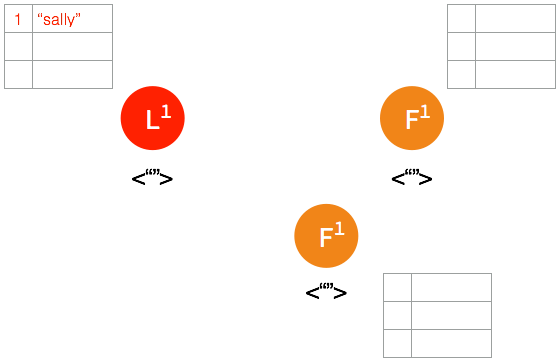 1 “sally”
L¹ F¹
<“”> <“”>
F¹
<“”>